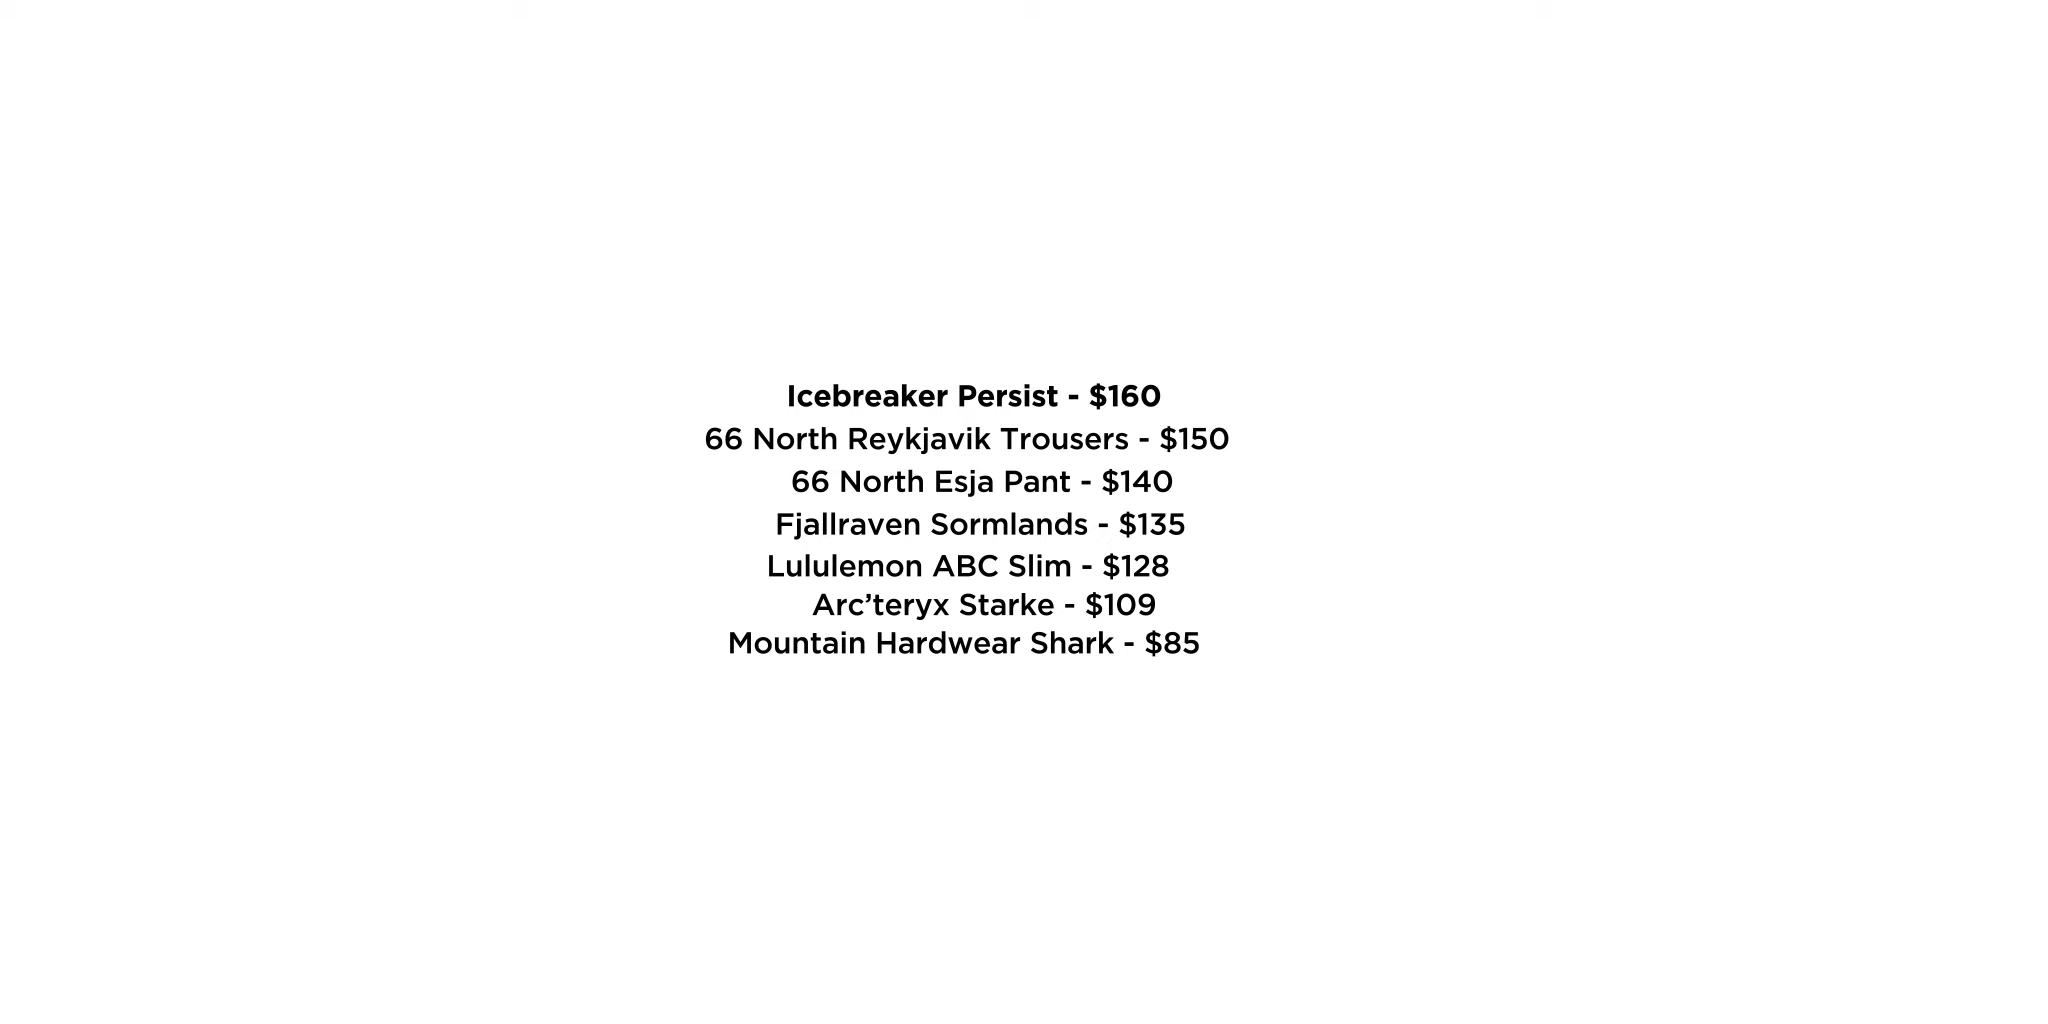 Icebreaker Persist - $160
66 North Reykjavik Trousers - $150
66 North Esja Pant - $140
Fjallraven Sormlands - $135
Lululemon ABC Slim - $128
Arc’teryx Starke - $109
Mountain Hardwear Shark - $85